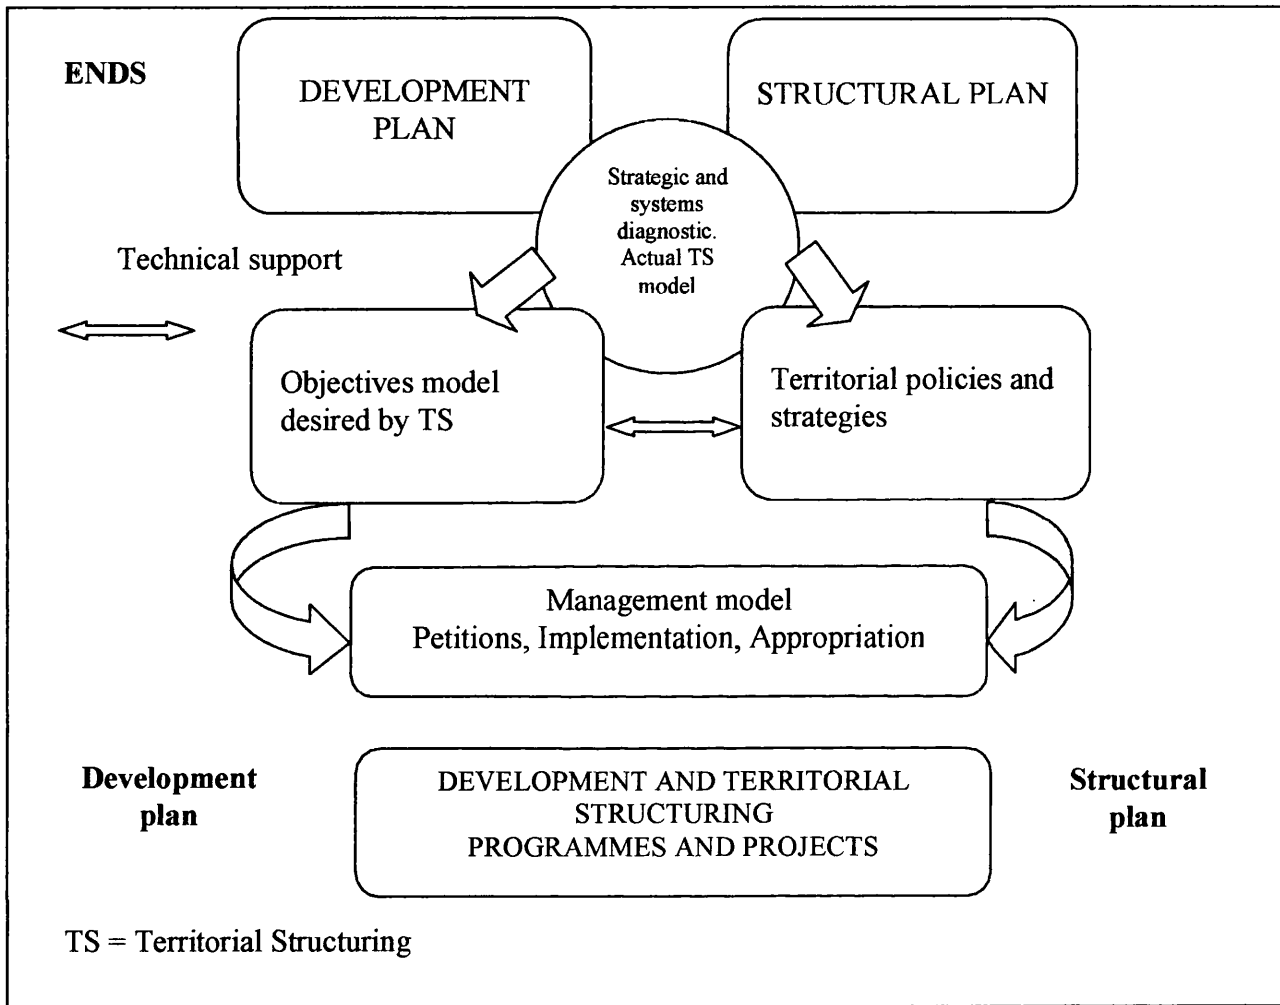 ENDS
DEVELOPMENT
PLAN
STRUCTURAL PLAN
Strategic and
systems
diagnostic.
Actual TS
model
Technical support
Objectives model
desired by TS
Territorial policies and
strategies
Management model
Petitions, Implementation, Appropriation
Development
plan
DEVELOPMENT AND TERRITORIAL
STRUCTURING
PROGRAMMES AND PROJECTS
Structural
plan
TS = Territorial Structuring